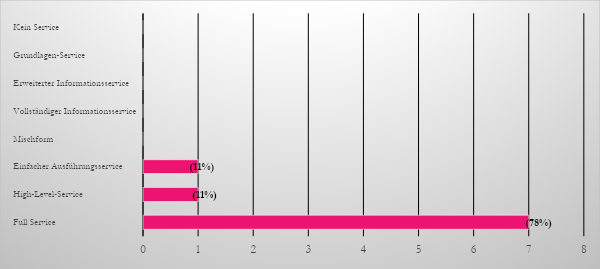 Kein Service
Grundlagen-Service
Erweiterter Informationsservice
Vollständiger Informationsservice
Mischform
Einfacher Ausführungsservice (11%)
High-Level-Service (11%)
Full Service (78%)
0 1 2 3 4 5 6 7 8